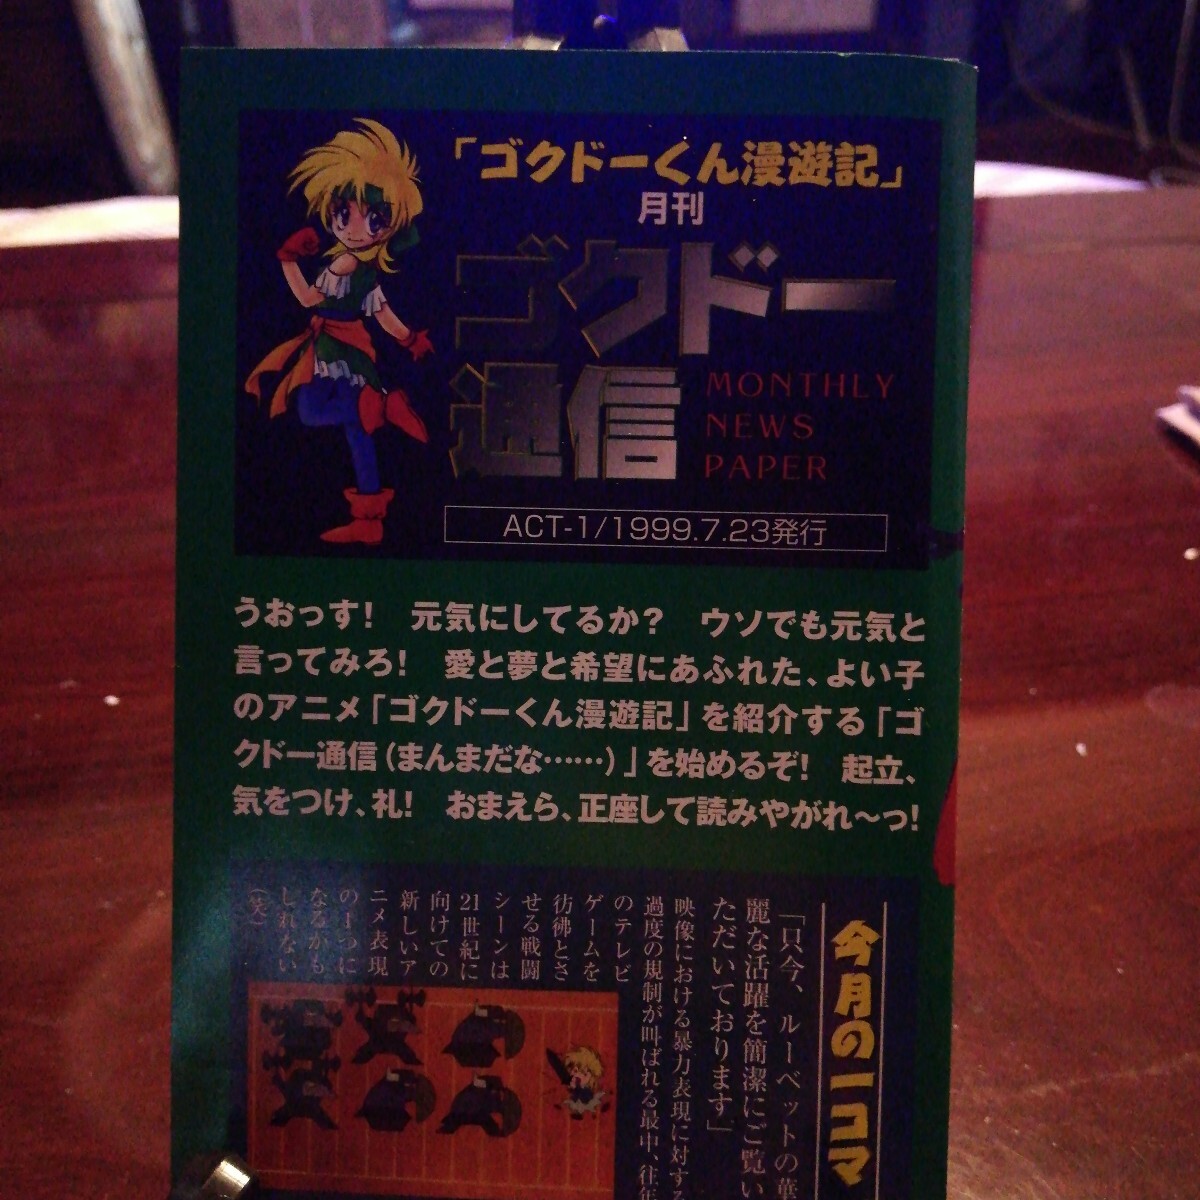 「ゴクドーくん漫遊記」
月刊
ゴクドー
通信
MONTHLY
NEWS
PAPER
ACT-1/1999.7.23発行
うおっす!　元気にしてるか?　ウソでも元気と
言ってみろ!　愛と夢と希望にあふれた、よい子
のアニメ「ゴクドーくん漫遊記」を紹介する「ゴ
クドー通信(まんまだな……)」を始めるぞ!　起立、
気をつけ、礼!　おまえら、正座して読みやがれ〜っ!
今月の一コマ
「只今、ルーベットの華
麗な活躍を簡潔にご覧い
ただいております」
映像における暴力表現に対する
過度の規制が叫ばれる最中、往年
のテレビ
ゲームを
彷彿とさ
せる戦闘
シーンは
21世紀に
向けての
新しいア
ニメ表現
の1つに
なるかも
しれない
(笑)